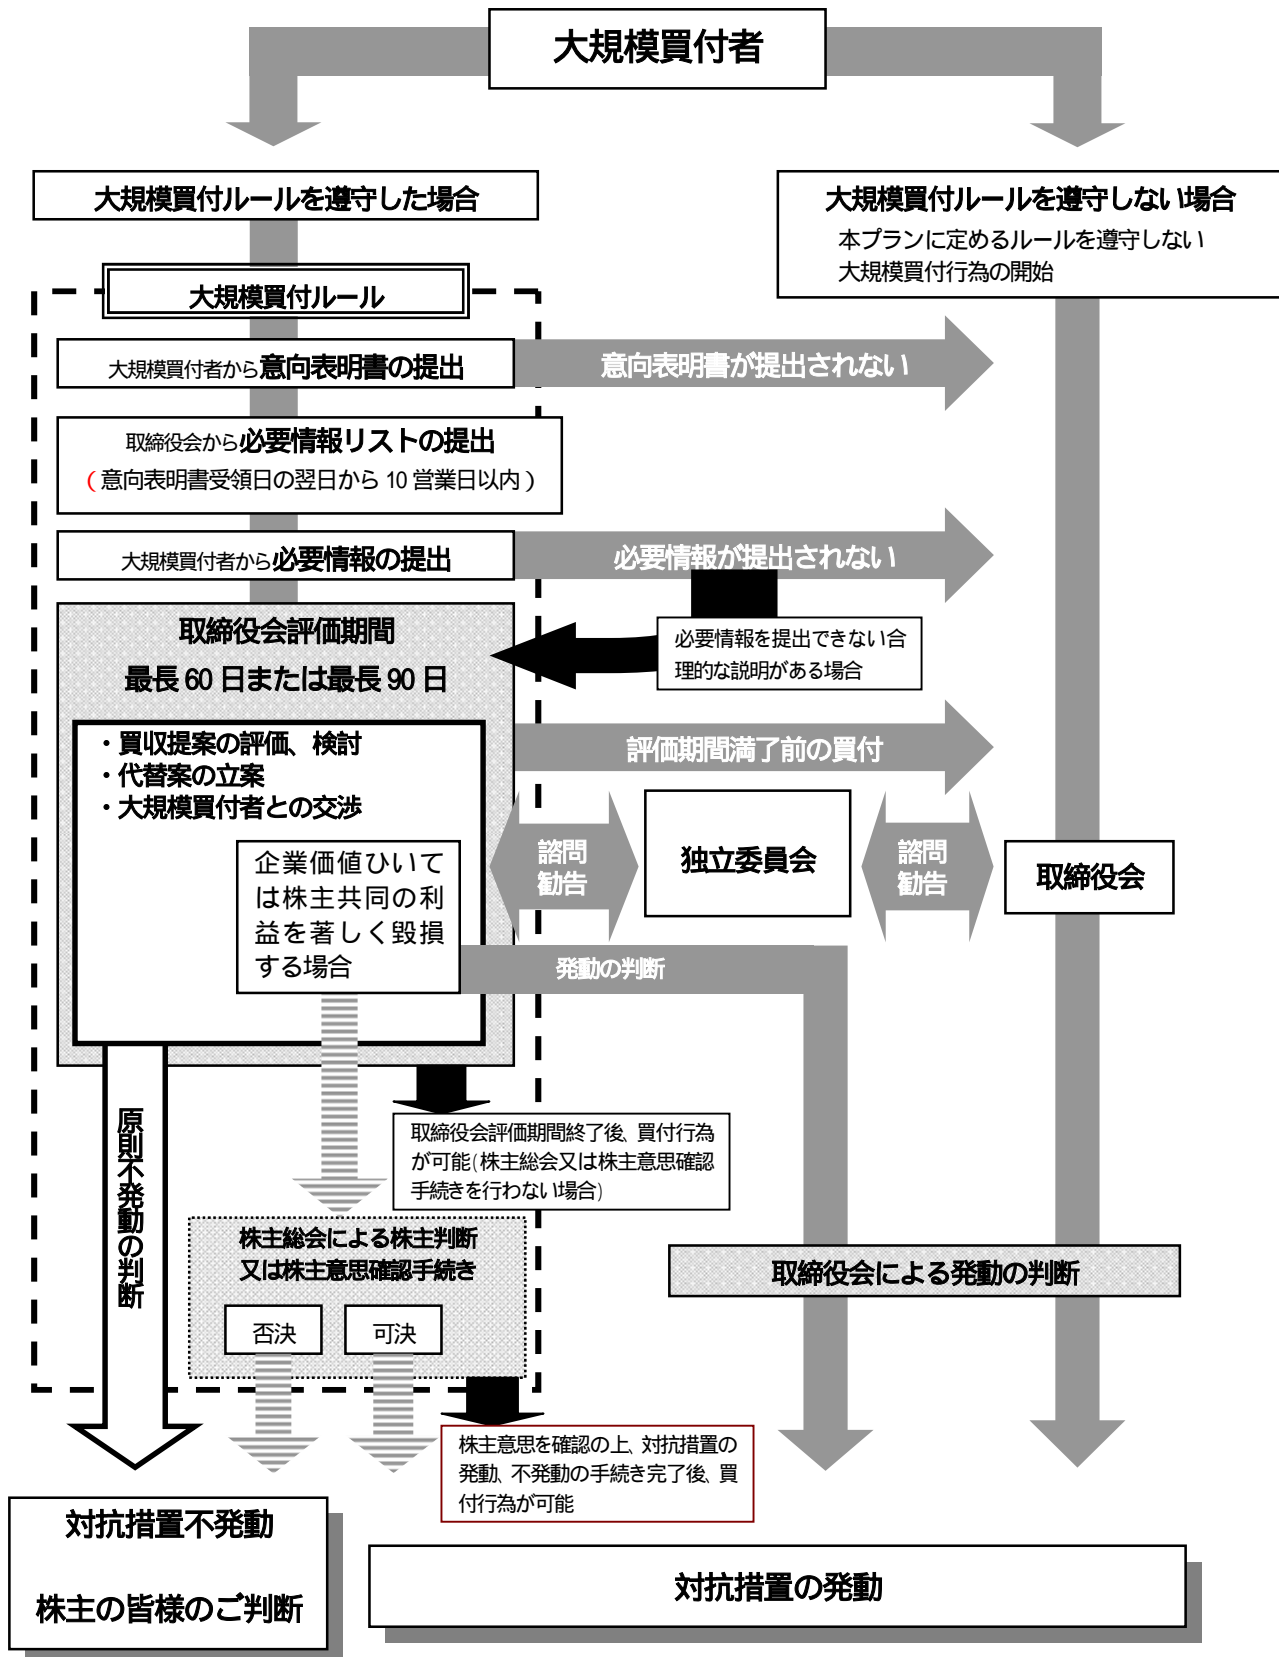 大規模買付者
大規模買付ルールを遵守した場合
大規模買付ルールを遵守しない場合
本プランに定めるルールを遵守しない
大規模買付行為の開始
大規模買付ルール
大規模買付者から意向表明書の提出
意向表明書が提出されない
取締役会から必要情報リストの提出
(意向表明書受領日の翌日から 10 営業日以内)
大規模買付者から必要情報の提出
必要情報が提出されない
取締役会評価期間
最長 60 日または最長 90 日
必要情報を提出できない合
理的な説明がある場合
・買収提案の評価、検討
・代替案の立案
・大規模買付者との交渉
評価期間満了前の買付
企業価値ひいて
は株主共同の利
益を著しく毀損
する場合
諮問
勧告
独立委員会
諮問
勧告
取締役会
発動の判断
原則不発動の判断
取締役会評価期間終了後、買付行為
が可能(株主総会又は株主意思確認
手続きを行わない場合)
株主総会による株主判断
又は株主意思確認手続き
否決
可決
取締役会による発動の判断
株主意思を確認の上、対抗措置の
発動、不発動の手続き完了後、買
付行為が可能
対抗措置不発動
株主の皆様のご判断
対抗措置の発動